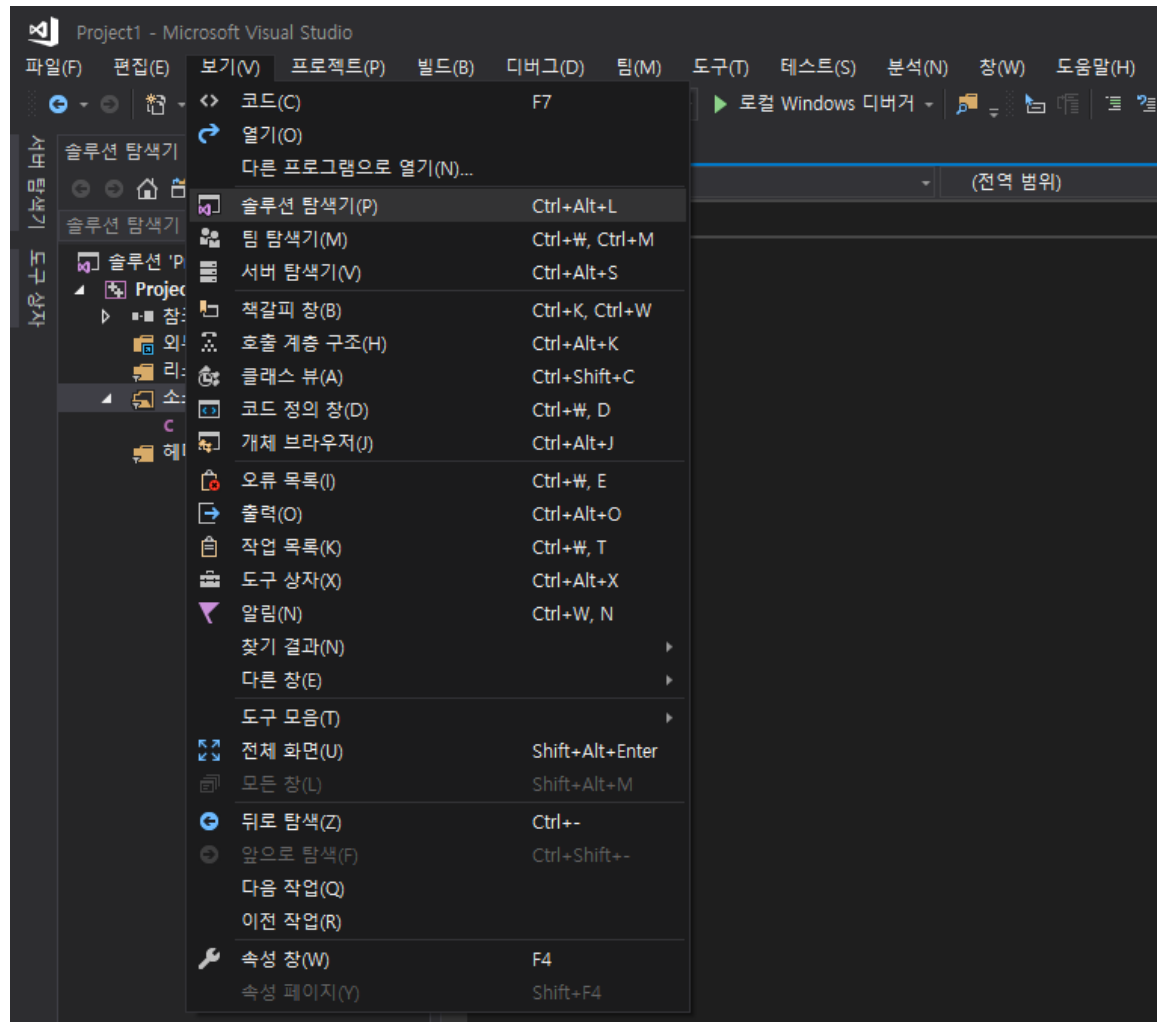 Project1 - Microsoft Visual Studio
파일(F) 편집(E) 보기(V) 프로젝트(P) 빌드(B) 디버그(D) 팀(M) 도구(T) 테스트(S) 분석(N) 창(W) 도움말(H)
로컬 Windows 디버거
서버 탐색기
도구 상자
솔루션 탐색기
솔루션 탐색기
솔루션 'P
Projec
참
외
리
소
헤
(전역 범위)
코드(C) F7
열기(O)
다른 프로그램으로 열기(N)...
솔루션 탐색기(P) Ctrl+Alt+L
팀 탐색기(M) Ctrl+₩, Ctrl+M
서버 탐색기(V) Ctrl+Alt+S
책갈피 창(B) Ctrl+K, Ctrl+W
호출 계층 구조(H) Ctrl+Alt+K
클래스 뷰(A) Ctrl+Shift+C
코드 정의 창(D) Ctrl+₩, D
개체 브라우저(J) Ctrl+Alt+J
오류 목록(I) Ctrl+₩, E
출력(O) Ctrl+Alt+O
작업 목록(K) Ctrl+₩, T
도구 상자(X) Ctrl+Alt+X
알림(N) Ctrl+W, N
찾기 결과(N)
다른 창(E)
도구 모음(T)
전체 화면(U) Shift+Alt+Enter
모든 창(L) Shift+Alt+M
뒤로 탐색(Z) Ctrl+-
앞으로 탐색(F) Ctrl+Shift+-
다음 작업(Q)
이전 작업(R)
속성 창(W) F4
속성 페이지(Y) Shift+F4